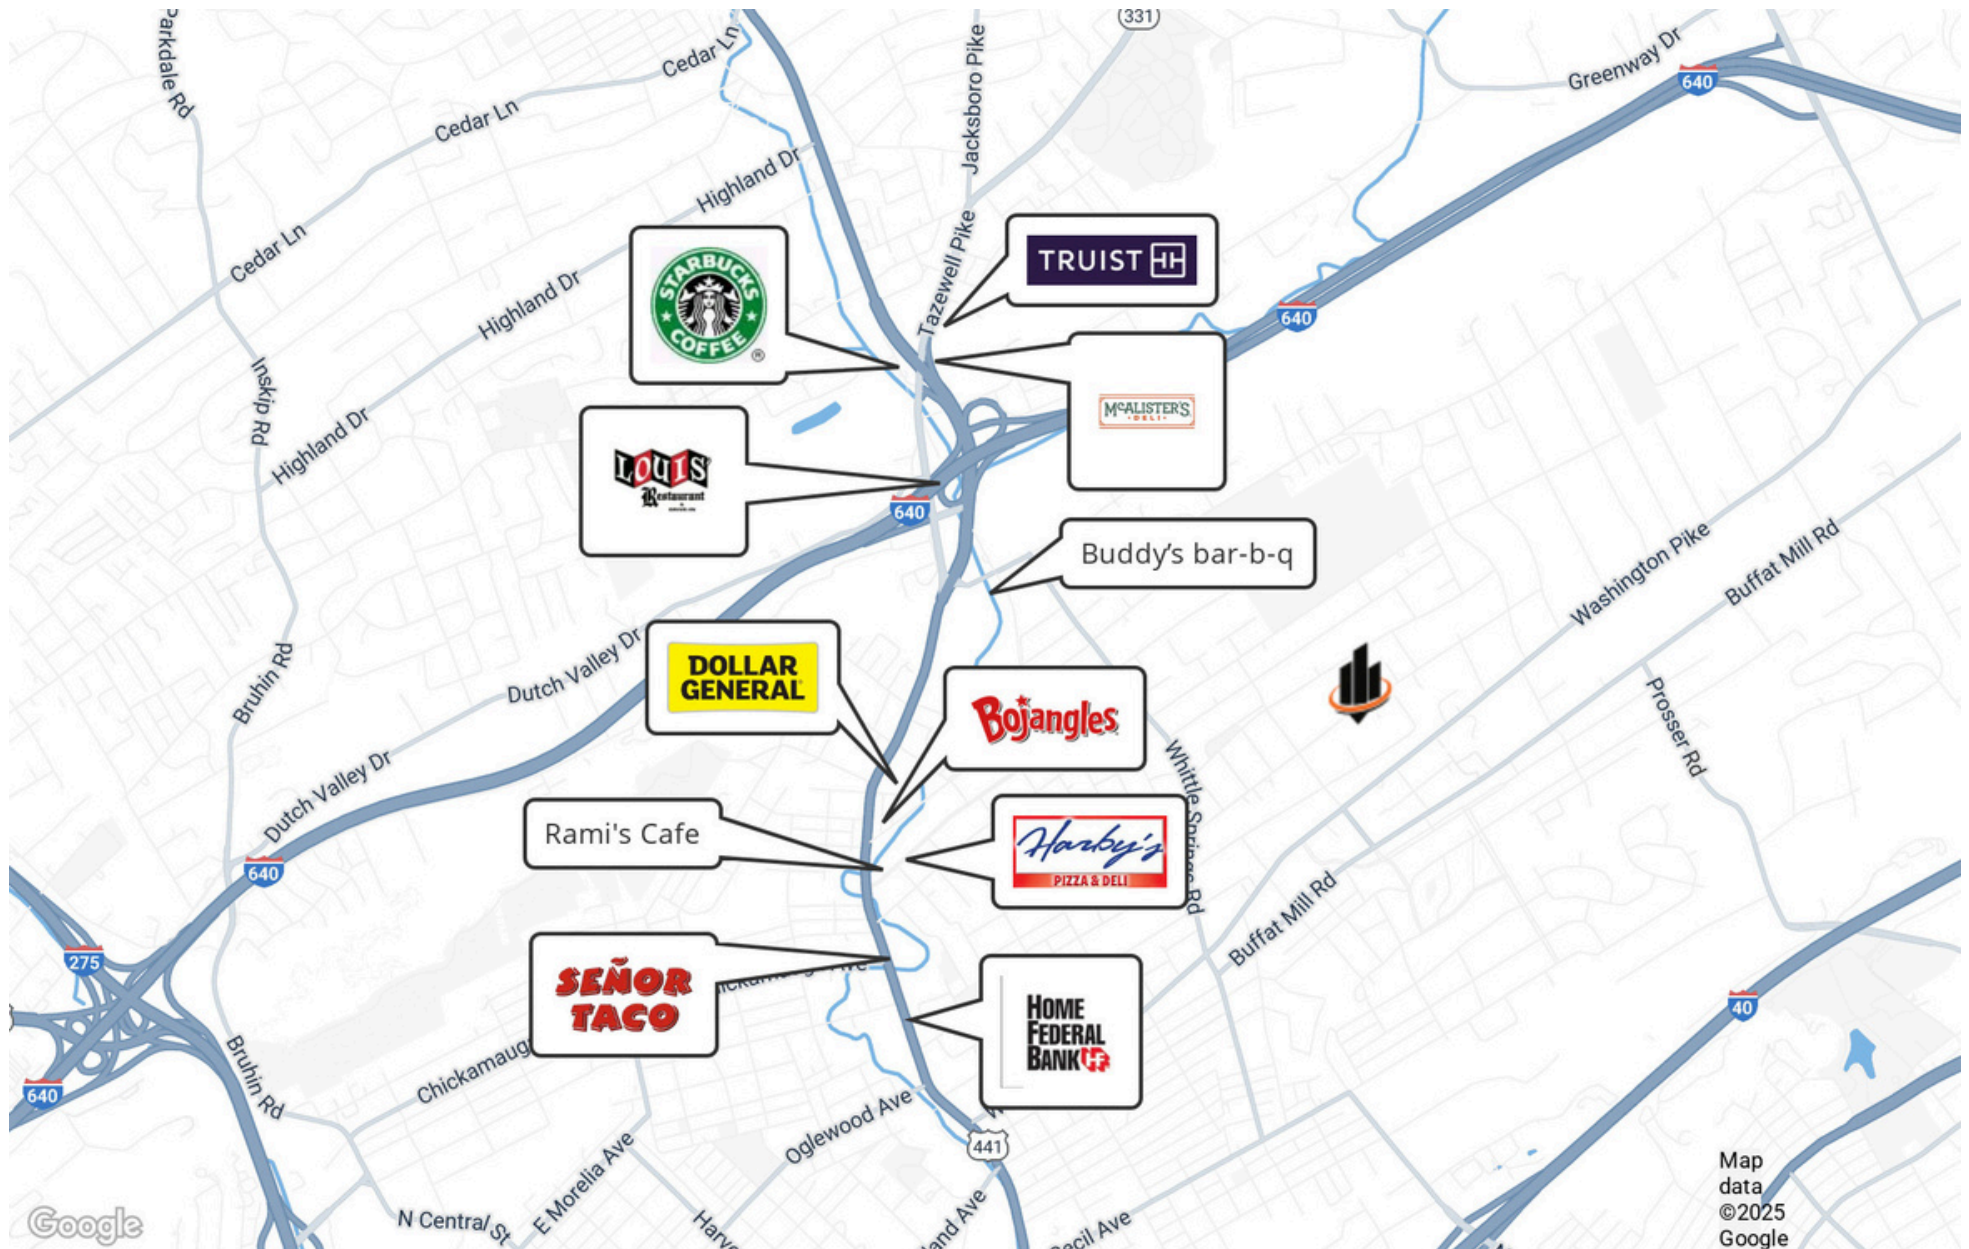 331
Parkdale Rd
Cedar Ln
Jacksboro Pike
Greenway Dr
640
Cedar Ln
Highland Dr
Cedar Ln
Tazewell Pike
TRUIST
STARBUCKS
COFFEE
®
Highland Dr
640
Inskip Rd
McALISTER'S
DELI
Highland Dr
LOUIS
Restaurant
640
Buddy's bar-b-q
Washington Pike
Buffat Mill Rd
Dutch Valley Dr
Bruhin Rd
DOLLAR
GENERAL
Bojangles
Prosser Rd
Whittle Springs Rd
Dutch Valley Dr
Rami's Cafe
Harby's
PIZZA & DELI
640
Buffat Mill Rd
275
SEÑOR
TACO
HOME
FEDERAL
BANK HF
40
Bruhin Rd
Chickamaug
640
Oglewood Ave
441
E Morelia Ave
N Central St
Harv
land Ave
Cecil Ave
Map
data
©2025
Google
Google